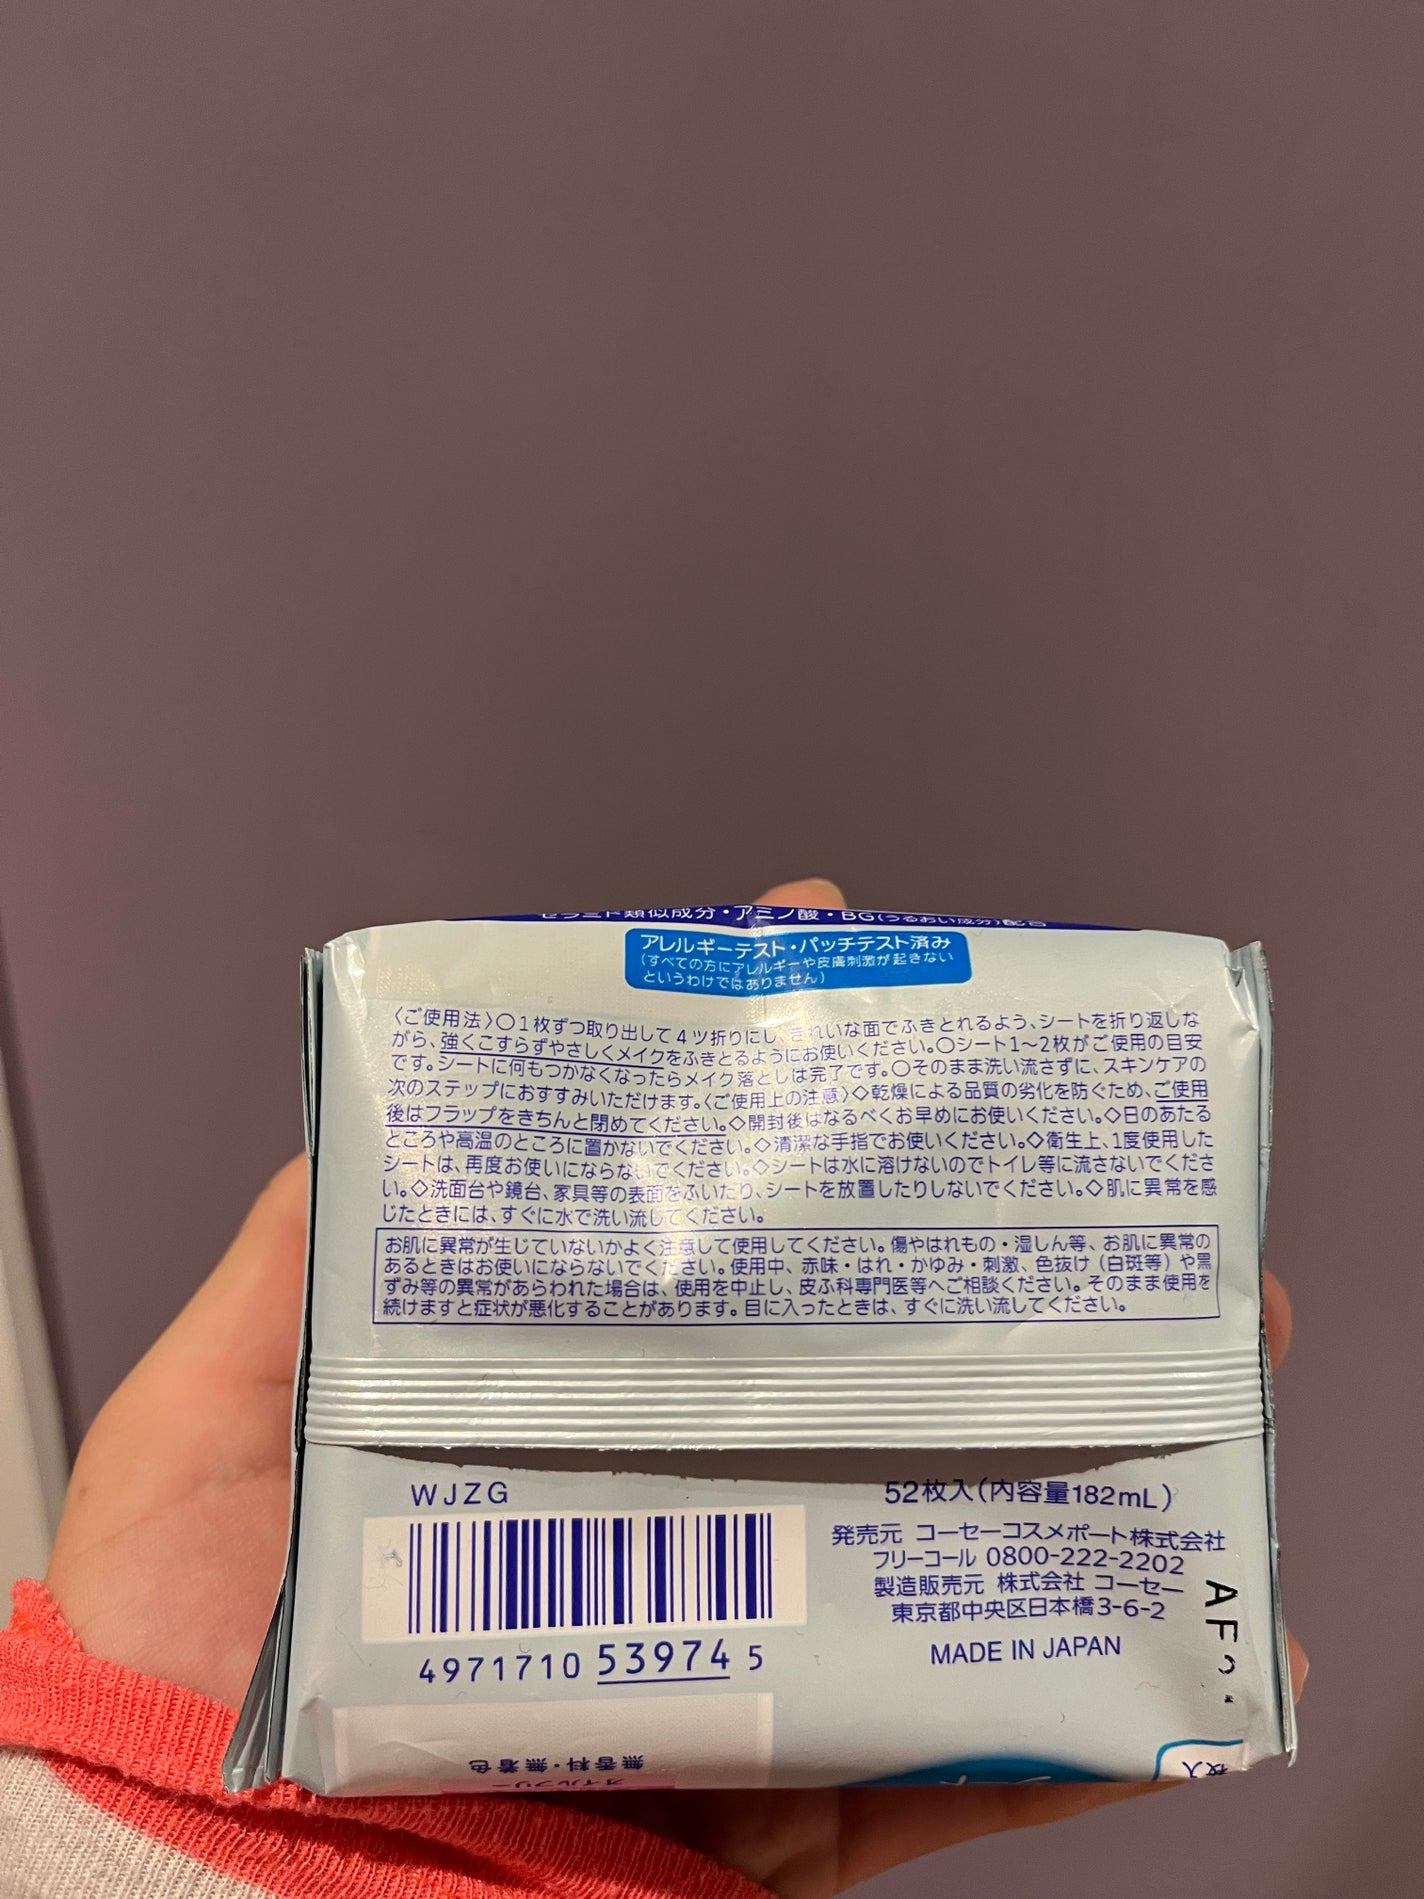 セラミド類似成分・アミノ酸・BG(うるおい成分)配合
アレルギーテスト・パッチテスト済み
(すべての方にアレルギーや皮膚刺激が起きない
というわけではありません)
〈ご使用法〉○1枚ずつ取り出して4ツ折りにし、きれいな面でふきとれるよう、シートを折り返しな
がら、強くこすらずやさしくメイクをふきとるようにお使いください。○シート1〜2枚がご使用の目安
です。シートに何もつかなくなったらメイク落としは完了です。○そのまま洗い流さずに、スキンケアの
次のステップにおすすみいただけます。〈ご使用上の注意〉◇乾燥による品質の劣化を防ぐため、ご使用
後はフラップをきちんと閉めてください。◇開封後はなるべくお早めにお使いください。◇日のあたる
ところや高温のところに置かないでください。◇清潔な手指でお使いください。◇衛生上、1度使用した
シートは、再度お使いにならないでください。◇シートは水に溶けないのでトイレ等に流さないでくださ
い。◇洗面台や鏡台、家具等の表面をふいたり、シートを放置したりしないでください。◇肌に異常を感
じたときには、すぐに水で洗い流してください。
お肌に異常が生じていないかよく注意して使用してください。傷やはれもの・湿しん等、お肌に異常の
あるときはお使いにならないでください。使用中、赤味・はれ・かゆみ・刺激、色抜け(白斑等)や黒
ずみ等の異常があらわれた場合は、使用を中止し、皮ふ科専門医等へご相談ください。そのまま使用を
続けますと症状が悪化することがあります。目に入ったときは、すぐに洗い流してください。
WJZG
4971710 53974 5
52枚入(内容量182mL)
発売元 コーセーコスメポート株式会社
フリーコール 0800-222-2202
製造販売元 株式会社 コーセー
東京都中央区日本橋3-6-2
MADE IN JAPAN
AF
無香料・無着色
オイルフリー
枚入